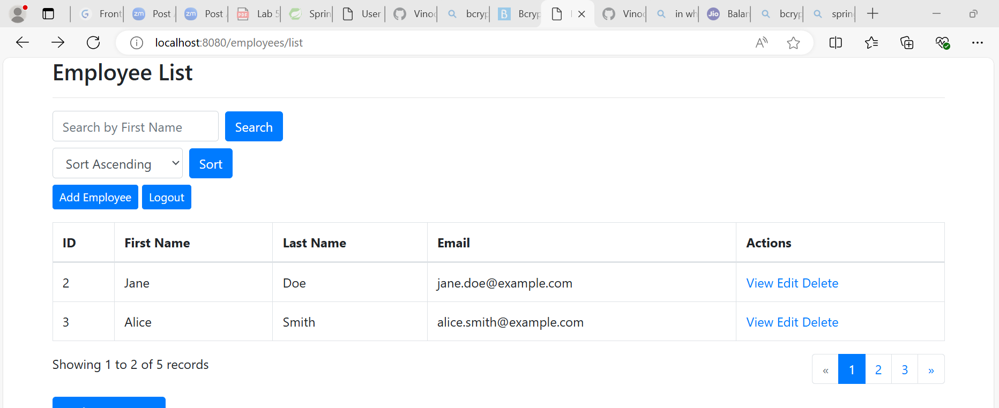 Front Post Post Lab 5 Sprin User Vinoc bcryp Bcryp Vinoc in wh Balan bcryp sprin
localhost:8080/employees/list
Employee List
Search by First Name Search
Sort Ascending Sort
Add Employee Logout
ID First Name Last Name Email Actions
2 Jane Doe jane.doe@example.com View Edit Delete
3 Alice Smith alice.smith@example.com View Edit Delete
Showing 1 to 2 of 5 records « 1 2 3 »